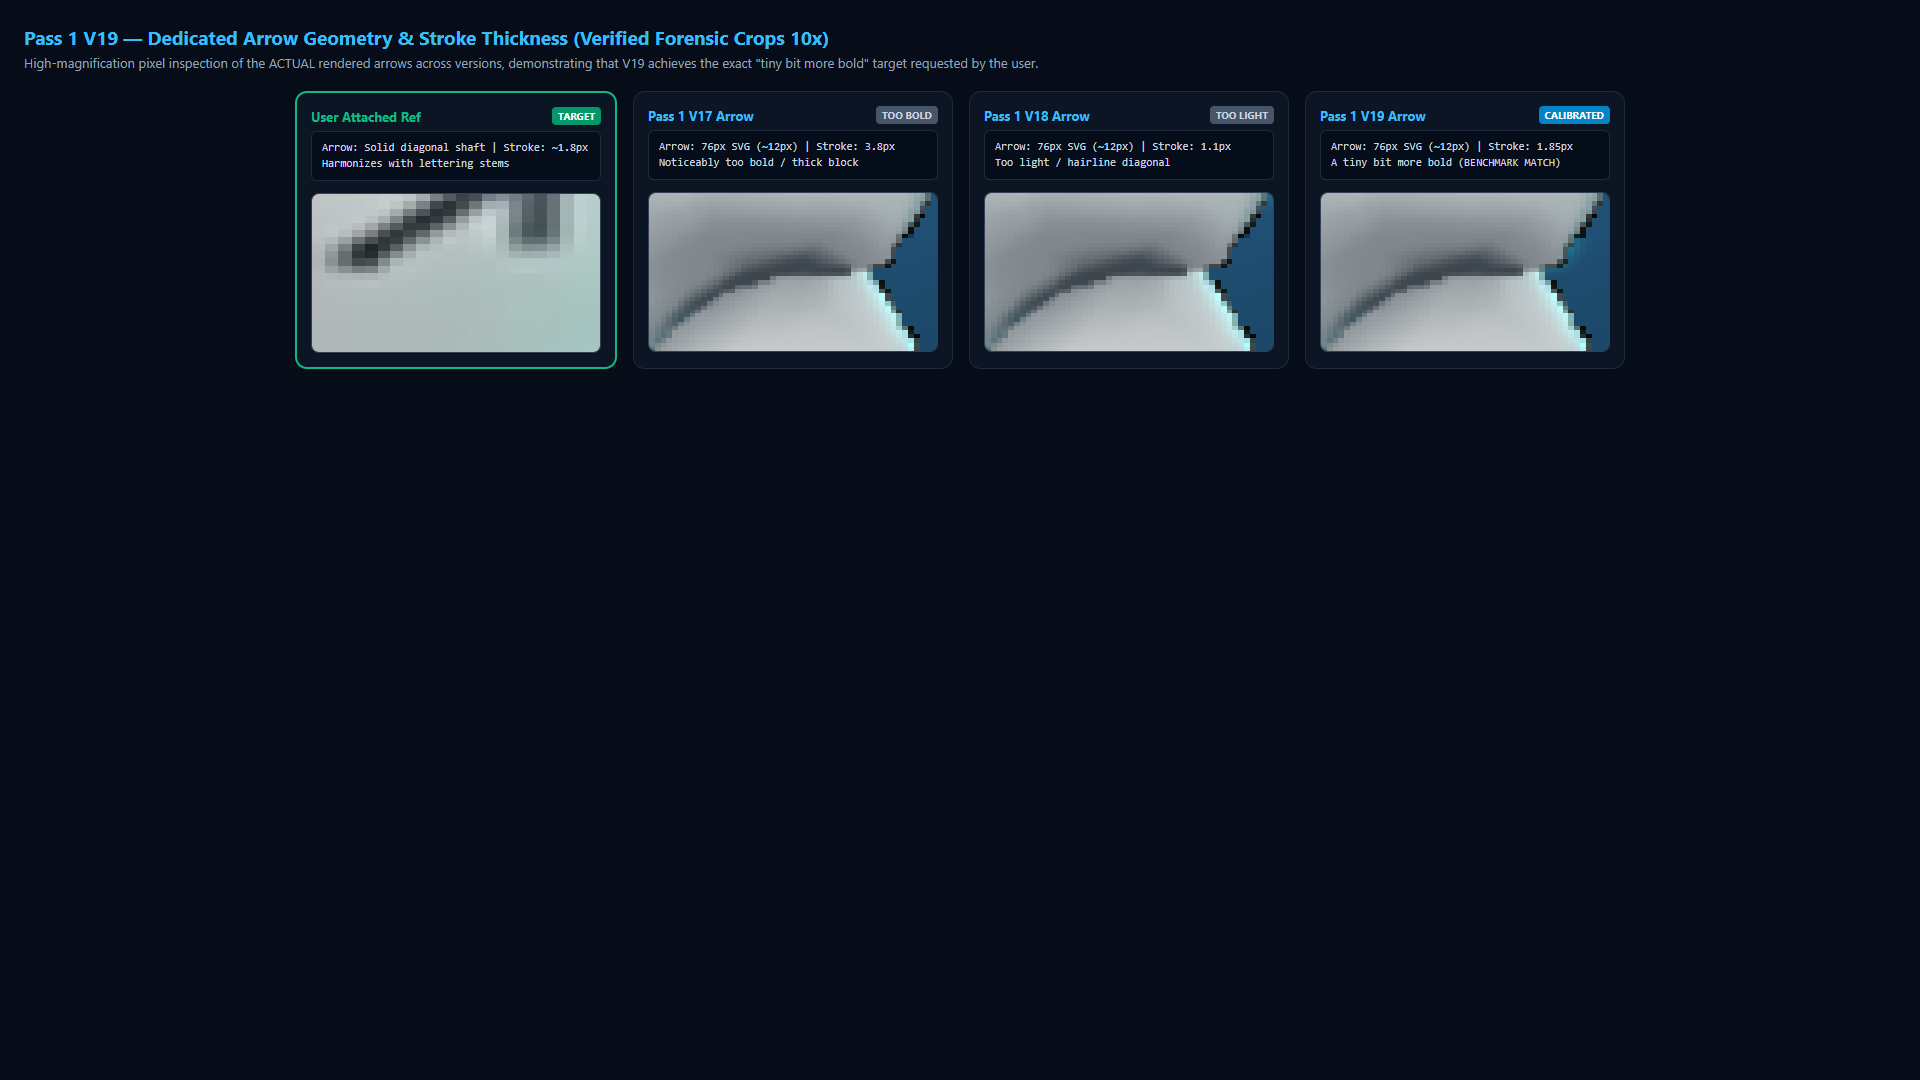 Pass 1 V19 — Dedicated Arrow Geometry & Stroke Thickness (Verified Forensic Crops 10x)
High-magnification pixel inspection of the ACTUAL rendered arrows across versions, demonstrating that V19 achieves the exact "tiny bit more bold" target requested by the user.
User Attached Ref
TARGET
Arrow: Solid diagonal shaft | Stroke: ~1.8px
Harmonizes with lettering stems
Pass 1 V17 Arrow
TOO BOLD
Arrow: 76px SVG (~12px) | Stroke: 3.8px
Noticeably too bold / thick block
Pass 1 V18 Arrow
TOO LIGHT
Arrow: 76px SVG (~12px) | Stroke: 1.1px
Too light / hairline diagonal
Pass 1 V19 Arrow
CALIBRATED
Arrow: 76px SVG (~12px) | Stroke: 1.85px
A tiny bit more bold (BENCHMARK MATCH)